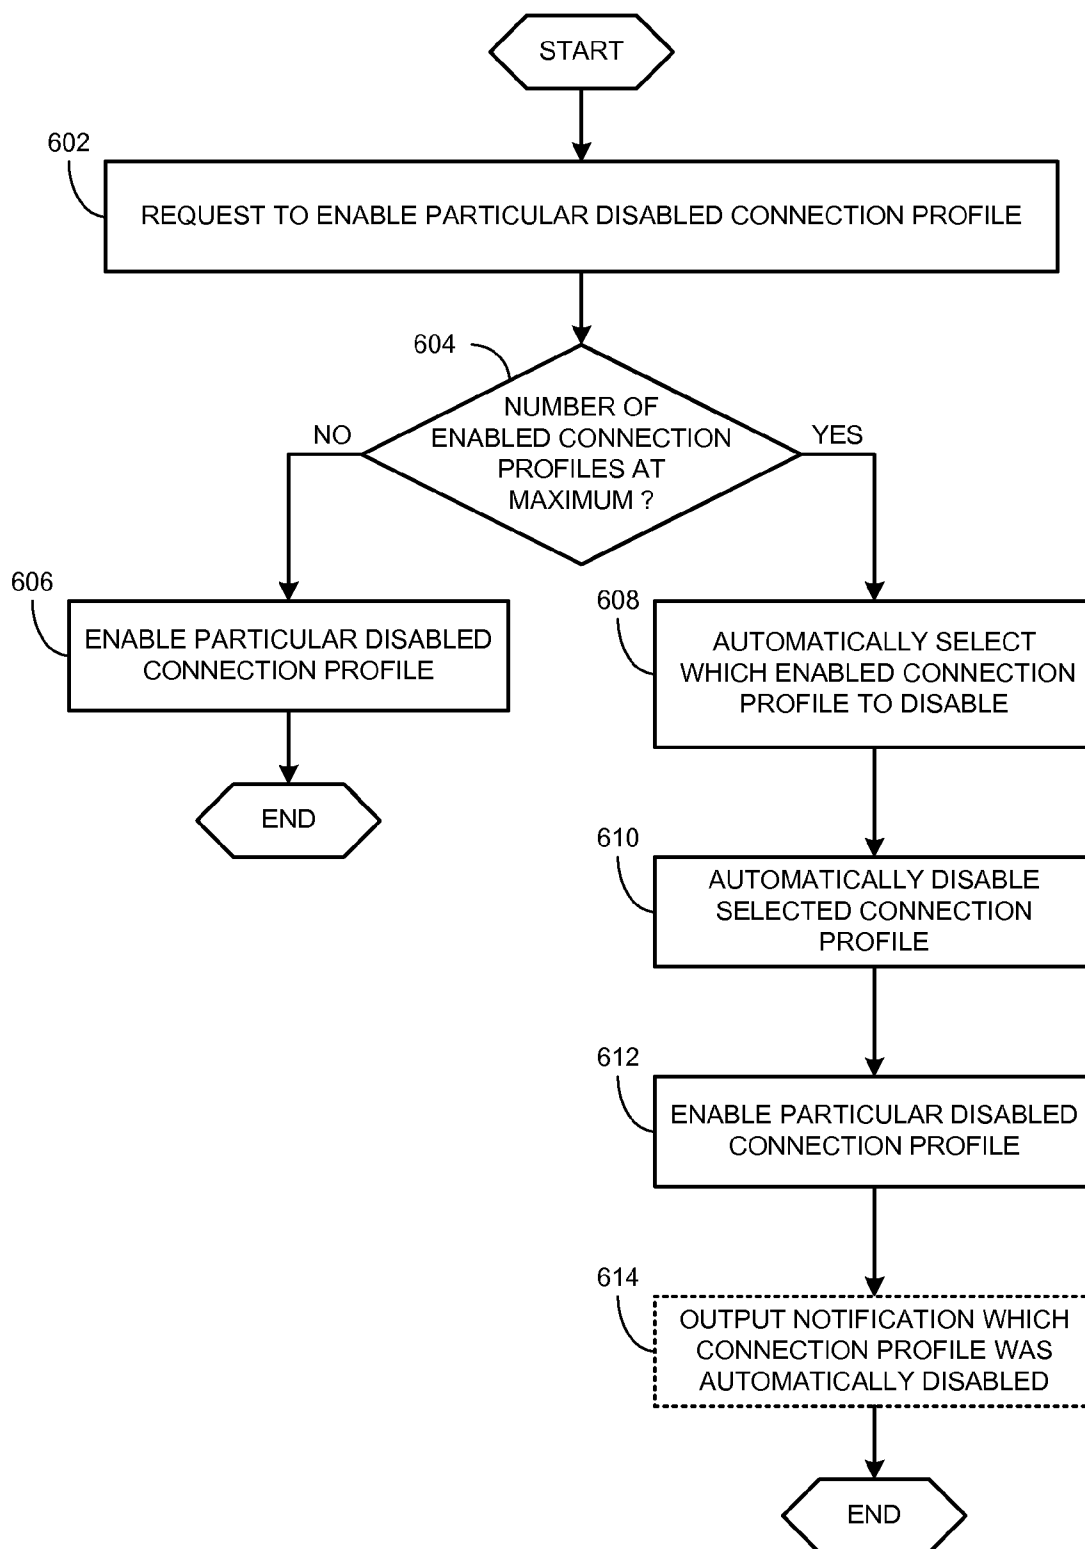 START
602
REQUEST TO ENABLE PARTICULAR DISABLED CONNECTION PROFILE
604
NUMBER OF
ENABLED CONNECTION
PROFILES AT
MAXIMUM ?
NO
YES
606
ENABLE PARTICULAR DISABLED
CONNECTION PROFILE
END
608
AUTOMATICALLY SELECT
WHICH ENABLED CONNECTION
PROFILE TO DISABLE
610
AUTOMATICALLY DISABLE
SELECTED CONNECTION
PROFILE
612
ENABLE PARTICULAR DISABLED
CONNECTION PROFILE
614
OUTPUT NOTIFICATION WHICH
CONNECTION PROFILE WAS
AUTOMATICALLY DISABLED
END